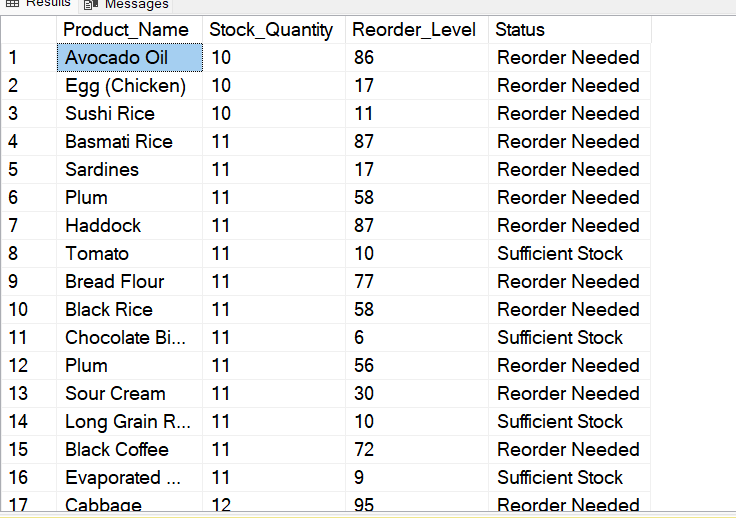 Results Messages
Product_Name Stock_Quantity Reorder_Level Status
1 Avocado Oil 10 86 Reorder Needed
2 Egg (Chicken) 10 17 Reorder Needed
3 Sushi Rice 10 11 Reorder Needed
4 Basmati Rice 11 87 Reorder Needed
5 Sardines 11 17 Reorder Needed
6 Plum 11 58 Reorder Needed
7 Haddock 11 87 Reorder Needed
8 Tomato 11 10 Sufficient Stock
9 Bread Flour 11 77 Reorder Needed
10 Black Rice 11 58 Reorder Needed
11 Chocolate Bi... 11 6 Sufficient Stock
12 Plum 11 56 Reorder Needed
13 Sour Cream 11 30 Reorder Needed
14 Long Grain R... 11 10 Sufficient Stock
15 Black Coffee 11 72 Reorder Needed
16 Evaporated ... 11 9 Sufficient Stock
17 Cabbage 12 95 Reorder Needed